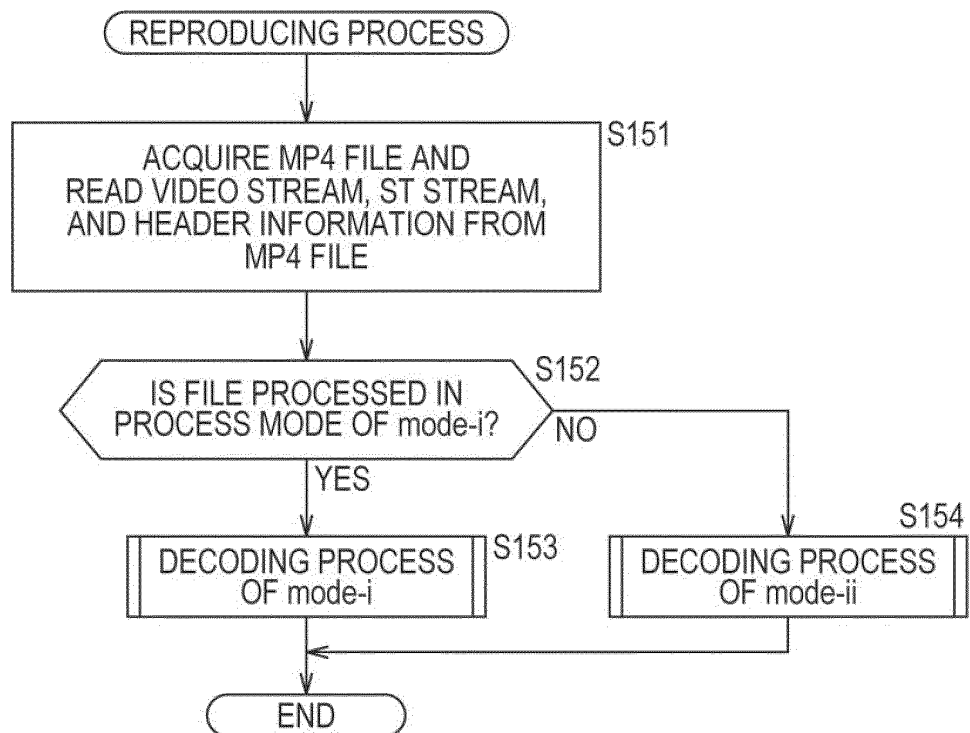 REPRODUCING PROCESS
S151
ACQUIRE MP4 FILE AND
READ VIDEO STREAM, ST STREAM,
AND HEADER INFORMATION FROM
MP4 FILE
S152
IS FILE PROCESSED IN
PROCESS MODE OF mode-i?
NO
YES
S153
DECODING PROCESS
OF mode-i
S154
DECODING PROCESS
OF mode-ii
END